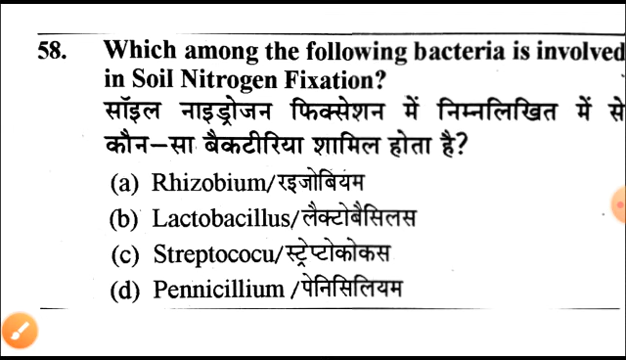 58. Which among the following bacteria is involved
in Soil Nitrogen Fixation?
सॉइल नाइड्रोजन फिक्सेशन में निम्नलिखित में से
कौन–सा बैकटीरिया शामिल होता है?
(a) Rhizobium/रइजोबियम
(b) Lactobacillus/लैक्टोबैसिलस
(c) Streptococu/स्ट्रेप्टोकोकस
(d) Pennicillium /पेनिसिलियम